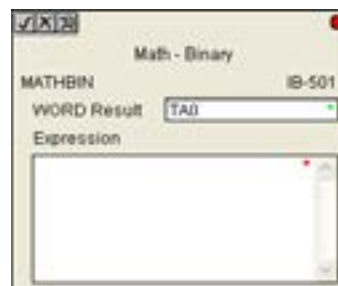 Math - Binary
MATHBIN IB-501
WORD Result TA0
Expression